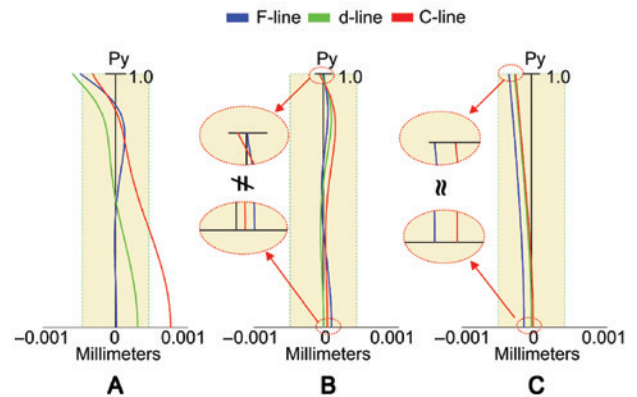 F-line d-line C-line
Py Py Py
1.0 1.0 1.0
≠ ≈
−0.001 0 0.001 −0.001 0 0.001 −0.001 0 0.001
Millimeters Millimeters Millimeters
A B C